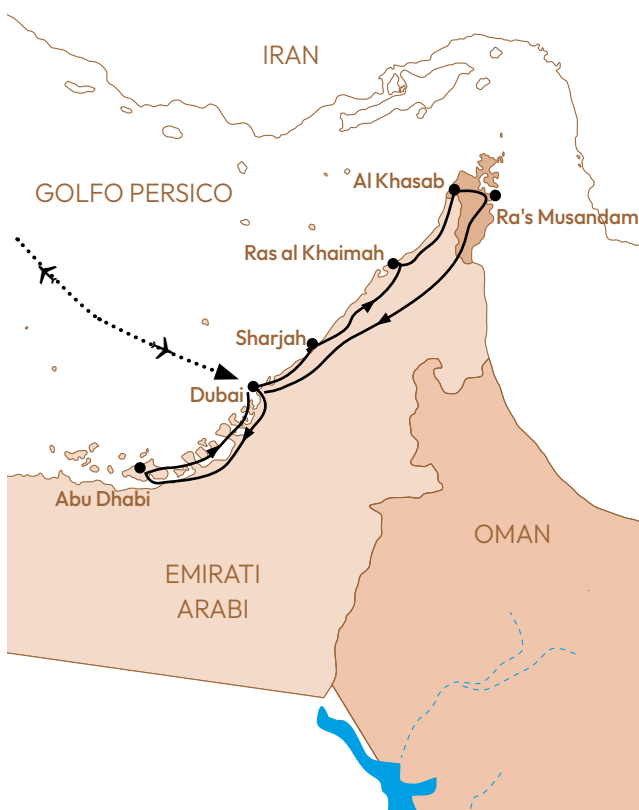 IRAN
Al Khasab
GOLFO PERSICO
Ra's Musandam
Ras al Khaimah
Sharjah
Dubai
Abu Dhabi
OMAN
EMIRATI
ARABI